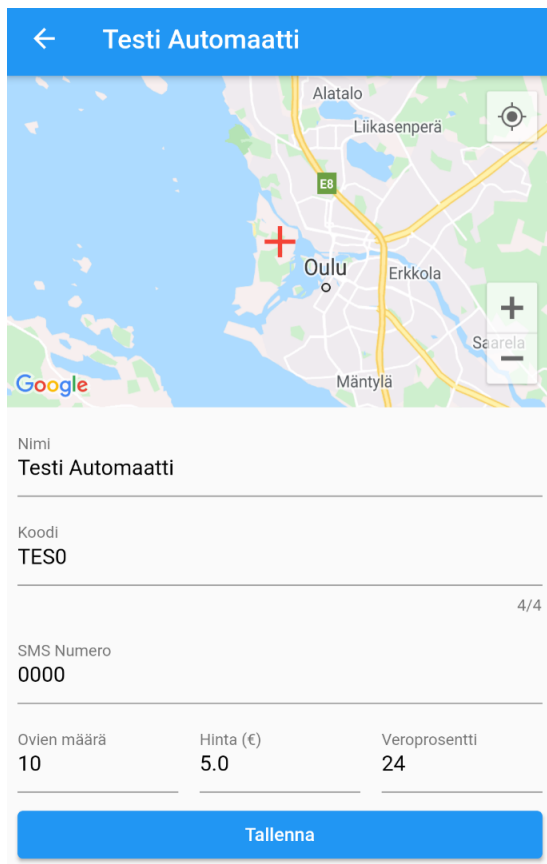 Testi Automaatti
Alatalo
Liikasenperä
E8
Oulu
Erkkola
Saarela
Mäntylä
Google
Nimi
Testi Automaatti
Koodi
TES0
4/4
SMS Numero
0000
Ovien määrä Hinta (€) Veroprosentti
10 5.0 24
Tallenna